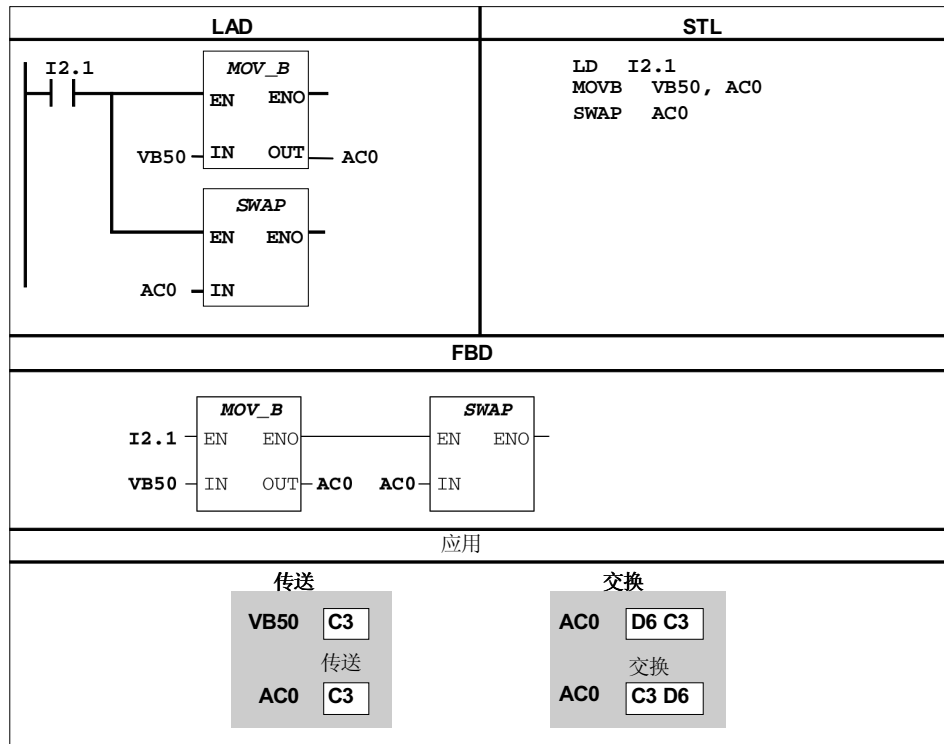 LAD
STL
I2.1
MOV_B
EN ENO
VB50 IN OUT AC0
SWAP
EN ENO
AC0 IN
LD I2.1
MOVB VB50, AC0
SWAP AC0
FBD
MOV_B
I2.1 EN ENO
VB50 IN OUT AC0
SWAP
EN ENO
AC0 IN
应用
传送
VB50 C3
传送
AC0 C3
交换
AC0 D6 C3
交换
AC0 C3 D6